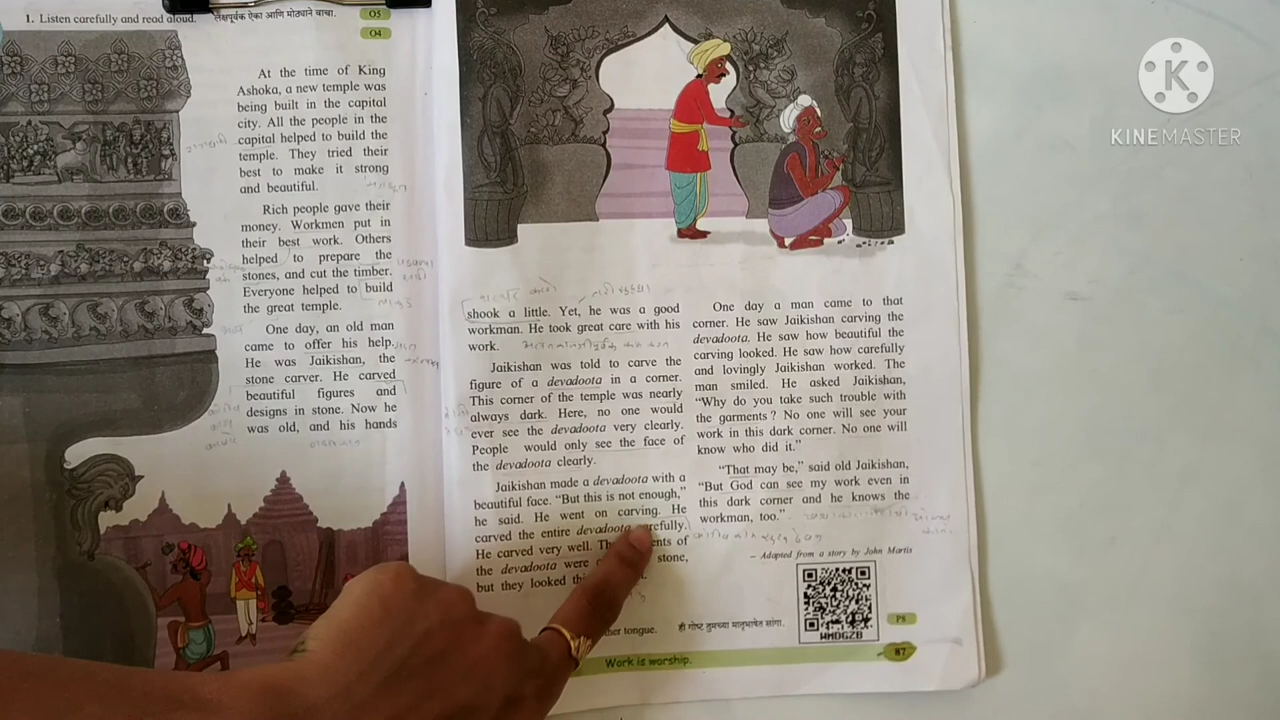 1. Listen carefully and read aloud. लक्षपूर्वक ऐका आणि मोठ्याने वाचा.
O5
O4
At the time of King
Ashoka, a new temple was
being built in the capital
city. All the people in the
capital helped to build the
temple. They tried their
best to make it strong
and beautiful.
Rich people gave their
money. Workmen put in
their best work. Others
helped to prepare the
stones, and cut the timber.
Everyone helped to build
the great temple.
One day, an old man
came to offer his help.
He was Jaikishan, the
stone carver. He carved
beautiful figures and
designs in stone. Now he
was old, and his hands
shook a little. Yet, he was a good
workman. He took great care with his
work.
Jaikishan was told to carve the
figure of a devadoota in a corner.
This corner of the temple was nearly
always dark. Here, no one would
ever see the devadoota very clearly.
People would only see the face of
the devadoota clearly.
Jaikishan made a devadoota with a
beautiful face. "But this is not enough,"
he said. He went on carving. He
carved the entire devadoota carefully.
He carved very well. of
the devadoota were stone,
but they looked
One day a man came to that
corner. He saw Jaikishan carving the
devadoota. He saw how beautiful the
carving looked. He saw how carefully
and lovingly Jaikishan worked. The
man smiled. He asked Jaikishan,
"Why do you take such trouble with
the garments ? No one will see your
work in this dark corner. No one will
know who did it."
"That may be," said old Jaikishan,
"But God can see my work even in
this dark corner and he knows the
workman, too."
– Adapted from a story by John Martis
WMDGZB
P8
tongue. ही गोष्ट तुमच्या मातृभाषेत सांगा.
Work is worship.
87
K
KINEMASTER